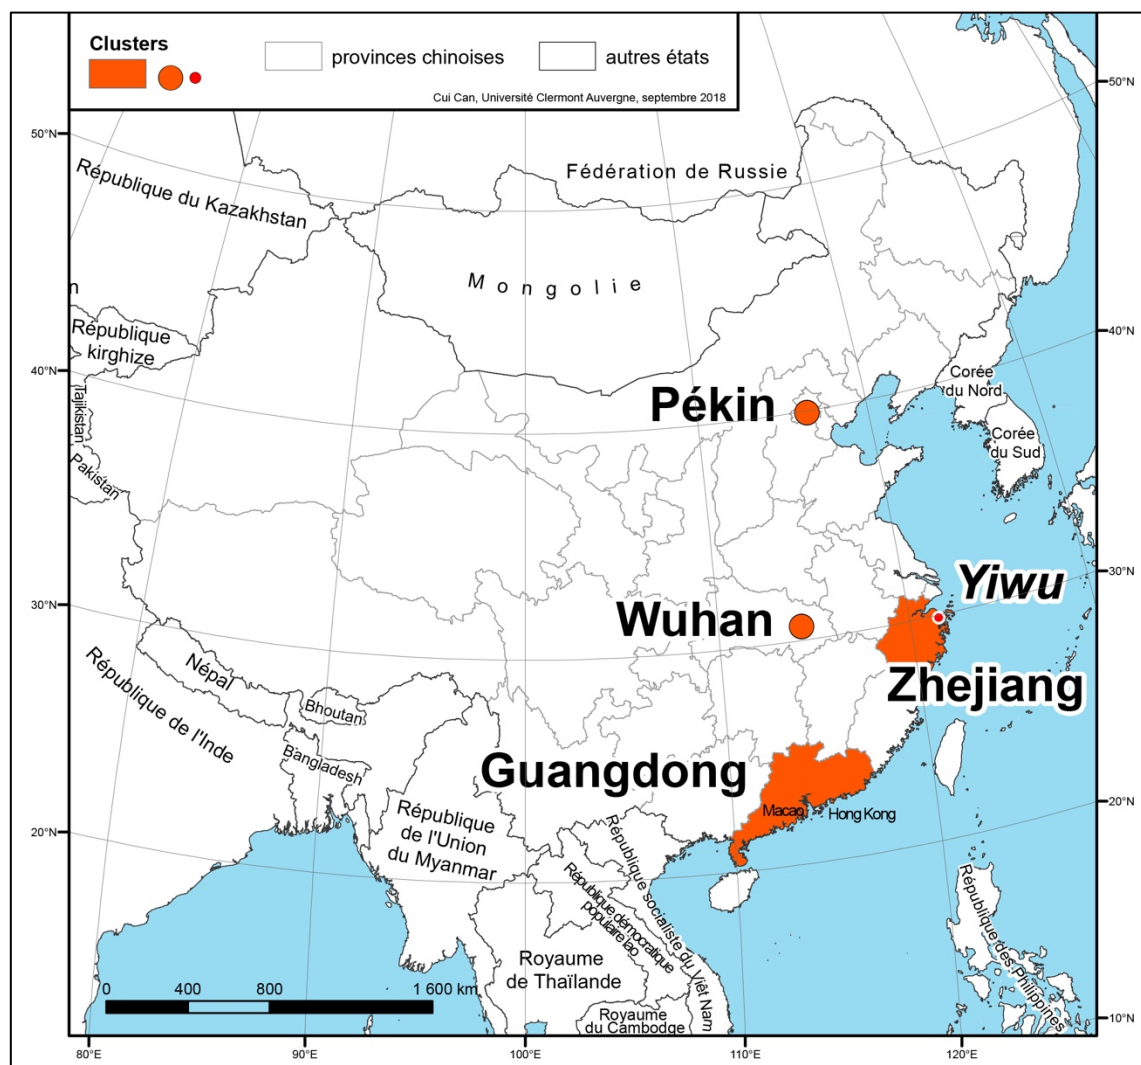 Clusters
provinces chinoises
autres états
Cui Can, Université Clermont Auvergne, septembre 2018
50°N
50°N
Fédération de Russie
République du Kazakhstan
Mongolie
n
République
kirghize
40°N
40°N
Tajikistan
Pakistan
Pékin
Corée
du Nord
Corée
du Sud
30°N
30°N
Yiwu
Wuhan
Zhejiang
Népal
Bhoutan
République de l'Inde
Bangladesh
Guangdong
Macao
Hong Kong
20°N
20°N
République
de l'Union
du Myanmar
République socialiste du Viêt Nam
République démocratique
populaire lao
République des Philippines
Royaume
de Thaïlande
Royaume
du Cambodge
0
400
800
1 600 km
10°N
80°E
90°E
100°E
110°E
120°E